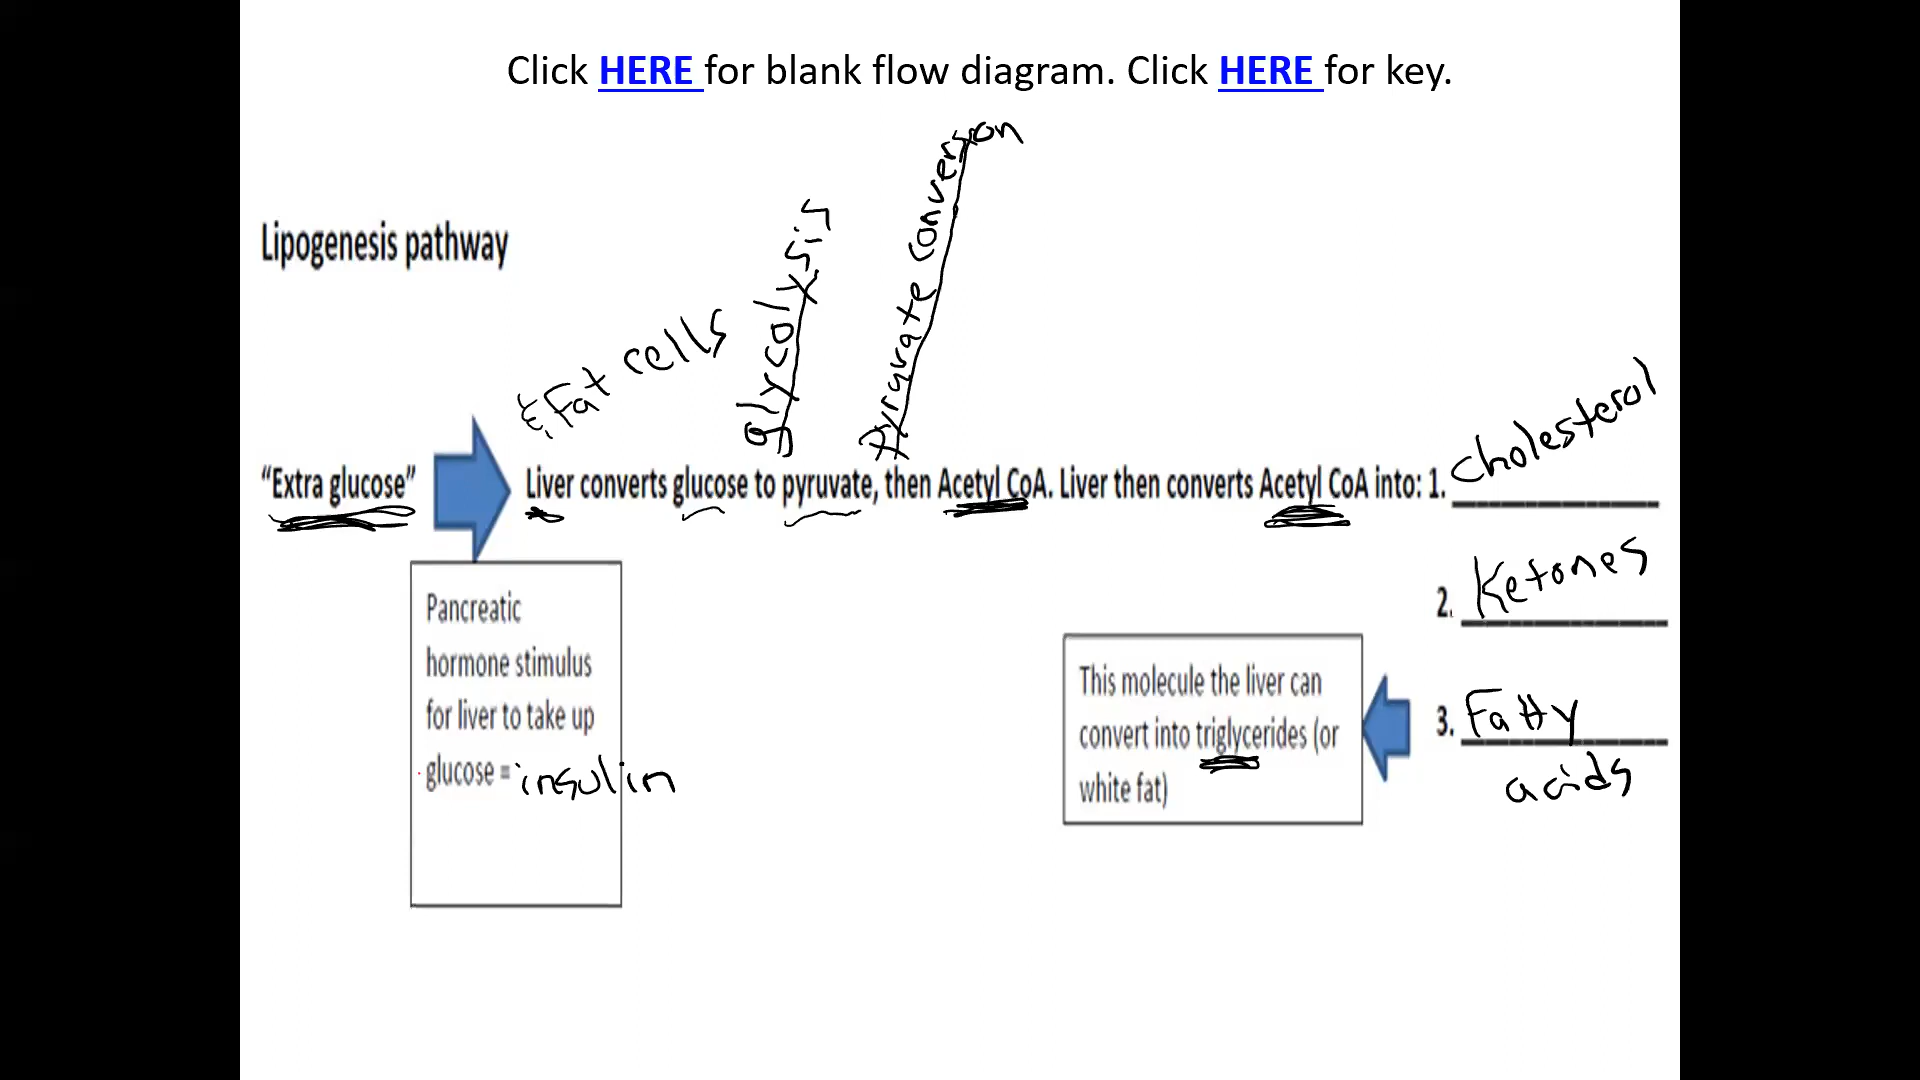 Click HERE for blank flow diagram. Click HERE for key.
Lipogenesis pathway
& Fat cells
glycolysis
Pyruvate conversion
"Extra glucose"
Liver converts glucose to pyruvate, then Acetyl CoA. Liver then converts Acetyl CoA into: 1. cholesterol
2. Ketones
3. Fatty
acids
Pancreatic
hormone stimulus
for liver to take up
glucose = insulin
This molecule the liver can
convert into triglycerides (or
white fat)